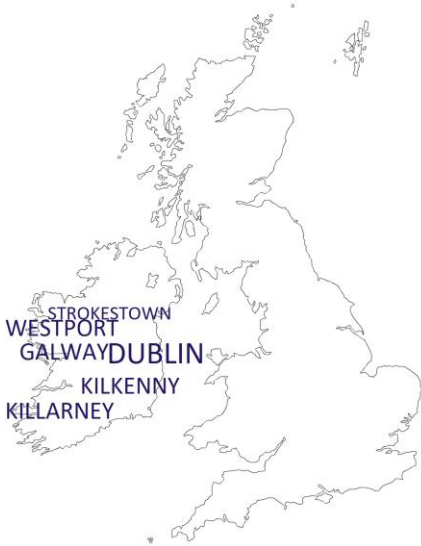 STROKESTOWN
WESTPORT
GALWAY DUBLIN
KILKENNY
KILLARNEY